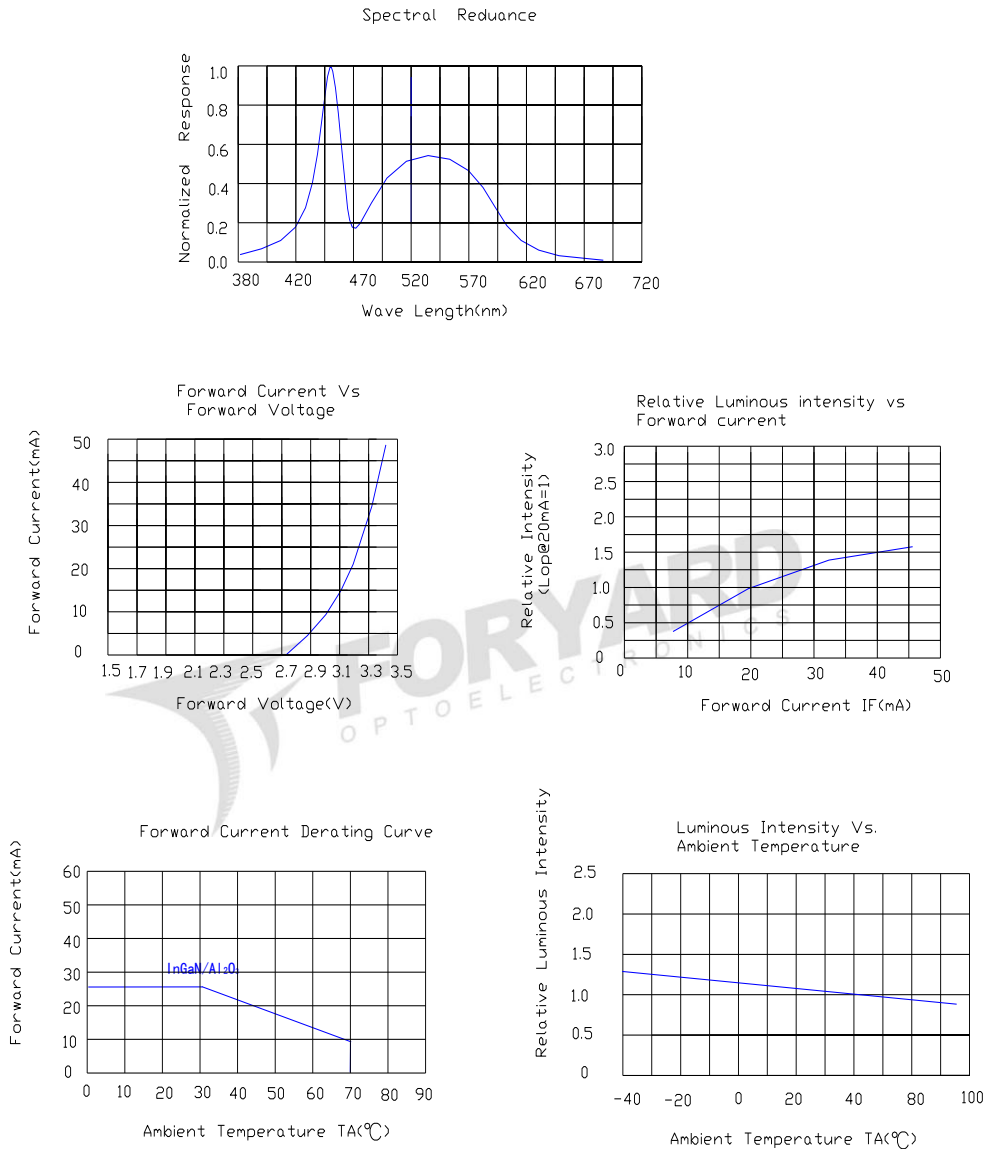 Spectral Reduance
Normalized Response
1.0
0.8
0.6
0.4
0.2
0.0
380 420 470 520 570 620 670 720
Wave Length(nm)
Forward Current Vs
Forward Voltage
Forward Current(mA)
50
40
30
20
10
0
1.5 1.7 1.9 2.1 2.3 2.5 2.7 2.9 3.1 3.3 3.5
Forward Voltage(V)
Relative Luminous intensity vs
Forward current
Relative Intensity
(Lop@20mA=1)
3.0
2.5
2.0
1.5
1.0
0.5
.0
0 10 20 30 40 50
Forward Current IF(mA)
FORYARD
OPTOELECTRONICS
Forward Current Derating Curve
Forward Current(mA)
60
50
40
30
20
10
0
InGaN/Al₂O₃
0 10 20 30 40 50 60 70 80 90
Ambient Temperature TA(℃)
Luminous Intensity Vs.
Ambient Temperature
Relative Luminous Intensity
2.5
2.0
1.5
1.0
0.5
0
-40 -20 0 20 40 80 100
Ambient Temperature TA(℃)